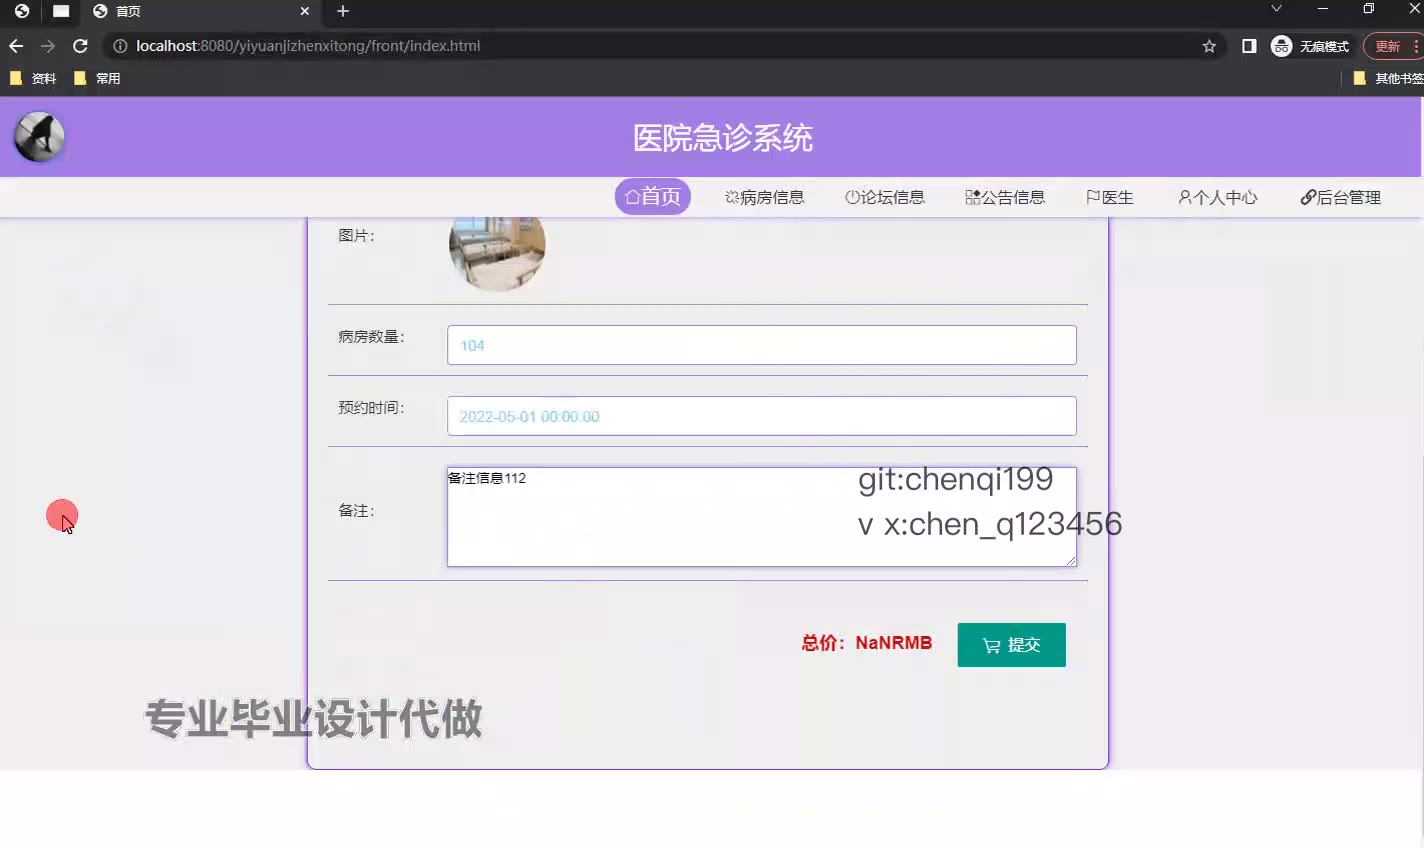 首页
localhost:8080/yiyuanjizhenxitong/front/index.html
无痕模式
更新
资料
常用
其他书签
医院急诊系统
首页
病房信息
论坛信息
公告信息
医生
个人中心
后台管理
图片：
病房数量：
104
预约时间：
2022-05-01 00:00:00
备注：
备注信息112
git:chenqi199
v x:chen_q123456
总价：NaNRMB
提交
专业毕业设计代做